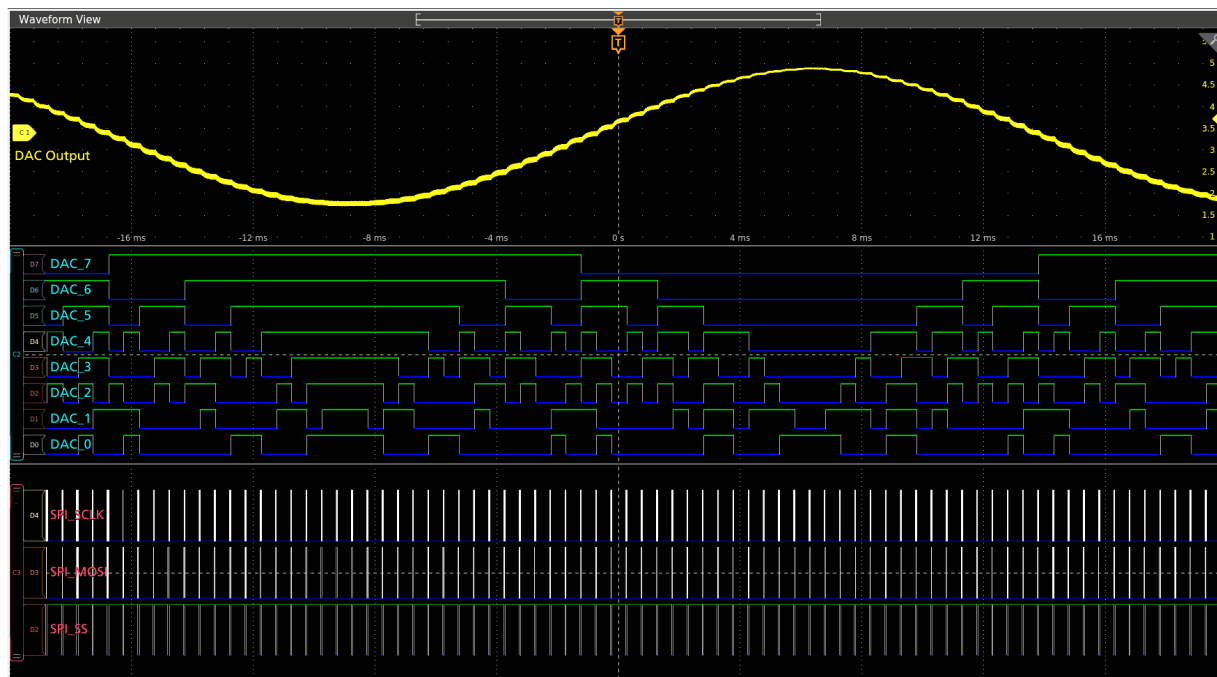 Waveform View
T
T
5
4.5
4
3.5
3
2.5
2
1.5
1
C 1
DAC Output
-16 ms -12 ms -8 ms -4 ms 0 s 4 ms 8 ms 12 ms 16 ms
D7 DAC_7
D6 DAC_6
D5 DAC_5
D4 DAC_4
C2
D3 DAC_3
D2 DAC_2
D1 DAC_1
D0 DAC_0
D4 SPI_SCLK
C3 D3 SPI_MOSI
D2 SPI_SS